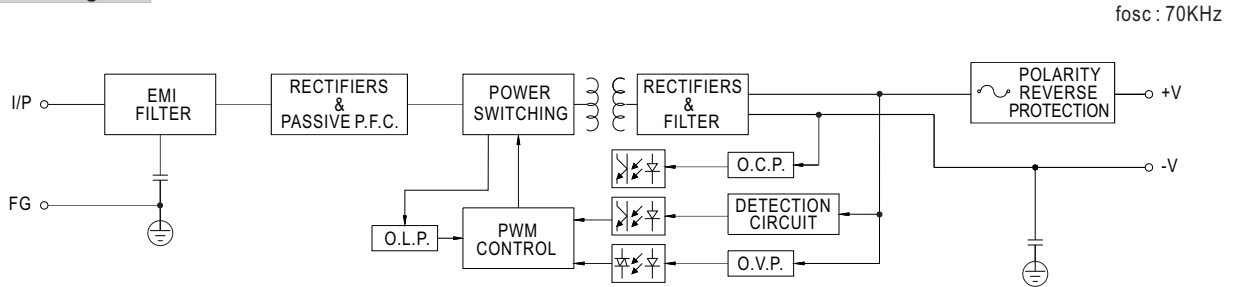 fosc : 70KHz
I/P
EMI
FILTER
RECTIFIERS
&
PASSIVE P.F.C.
POWER
SWITCHING
RECTIFIERS
&
FILTER
POLARITY
REVERSE
PROTECTION
+V
-V
O.C.P.
FG
O.L.P.
PWM
CONTROL
DETECTION
CIRCUIT
O.V.P.